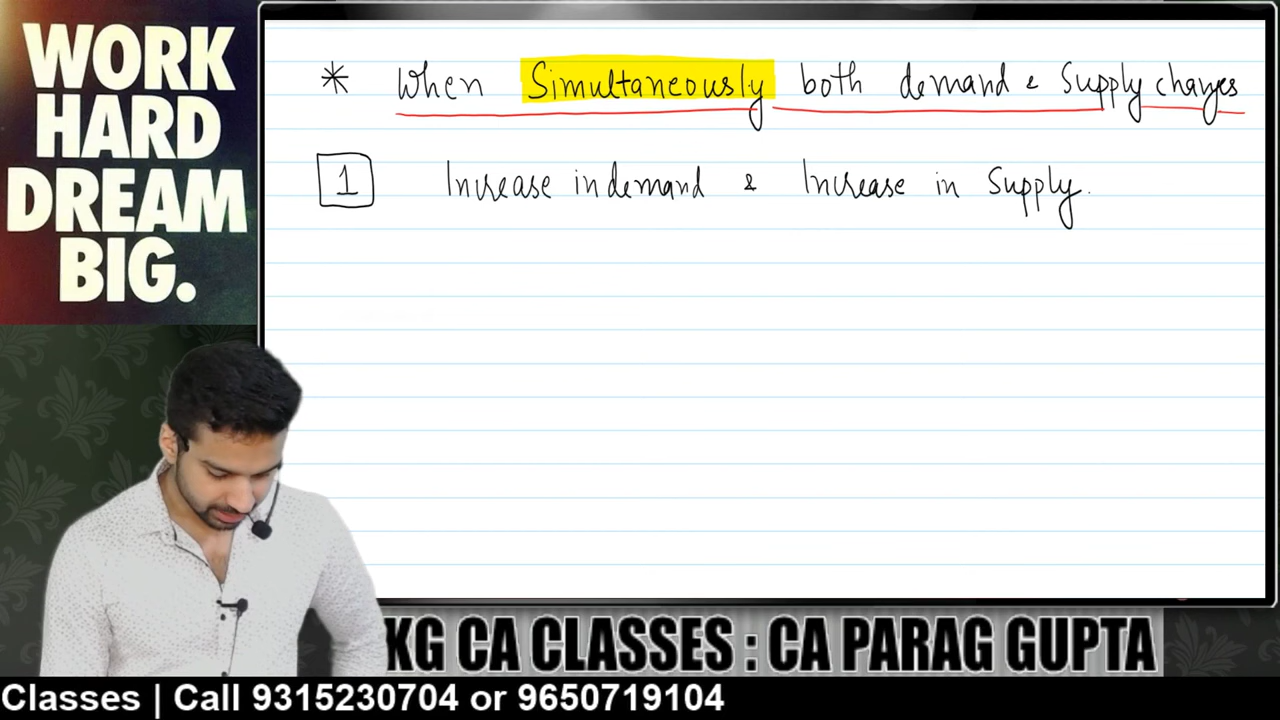 WORK
HARD
DREAM
BIG.
* When Simultaneously both demand & Supply changes
1 Increase in demand & Increase in Supply.
KG CA CLASSES : CA PARAG GUPTA
Classes | Call 9315230704 or 9650719104